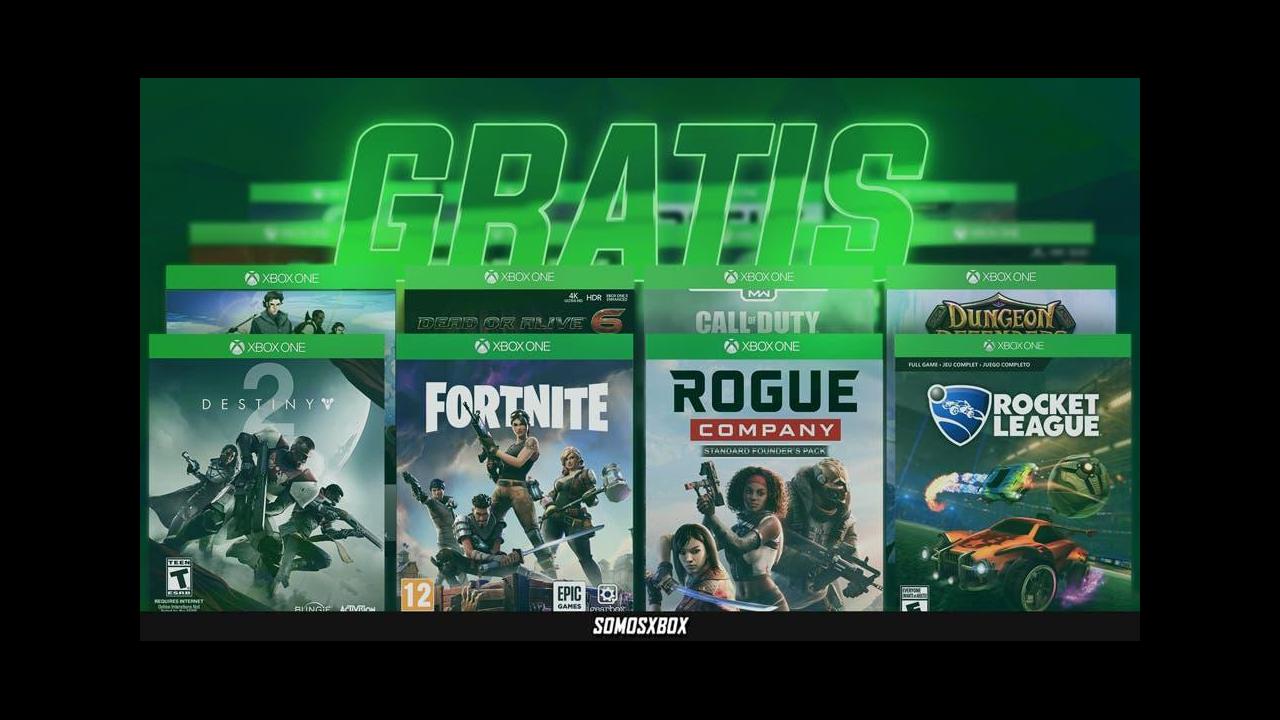 GRATIS
XBOX ONE
XBOX ONE
XBOX ONE
XBOX ONE
4K
ULTRA HD
HDR
XBOX ONE X
ENHANCED
MW
DEAD OR ALIVE 6
CALL OF DUTY
DUNGEON
DEFENDERS
XBOX ONE
XBOX ONE
XBOX ONE
XBOX ONE
2
DESTINY
TEEN
T
ESRB
REQUIRES INTERNET
BUNGIE
ACTIVISION
FORTNITE
12
EPIC
GAMES
gearbox
ROGUE
COMPANY
STANDARD FOUNDER'S PACK
FULL GAME • JEU COMPLET • JUEGO COMPLETO
ROCKET
LEAGUE
EVERYONE
E
SOMOSXBOX